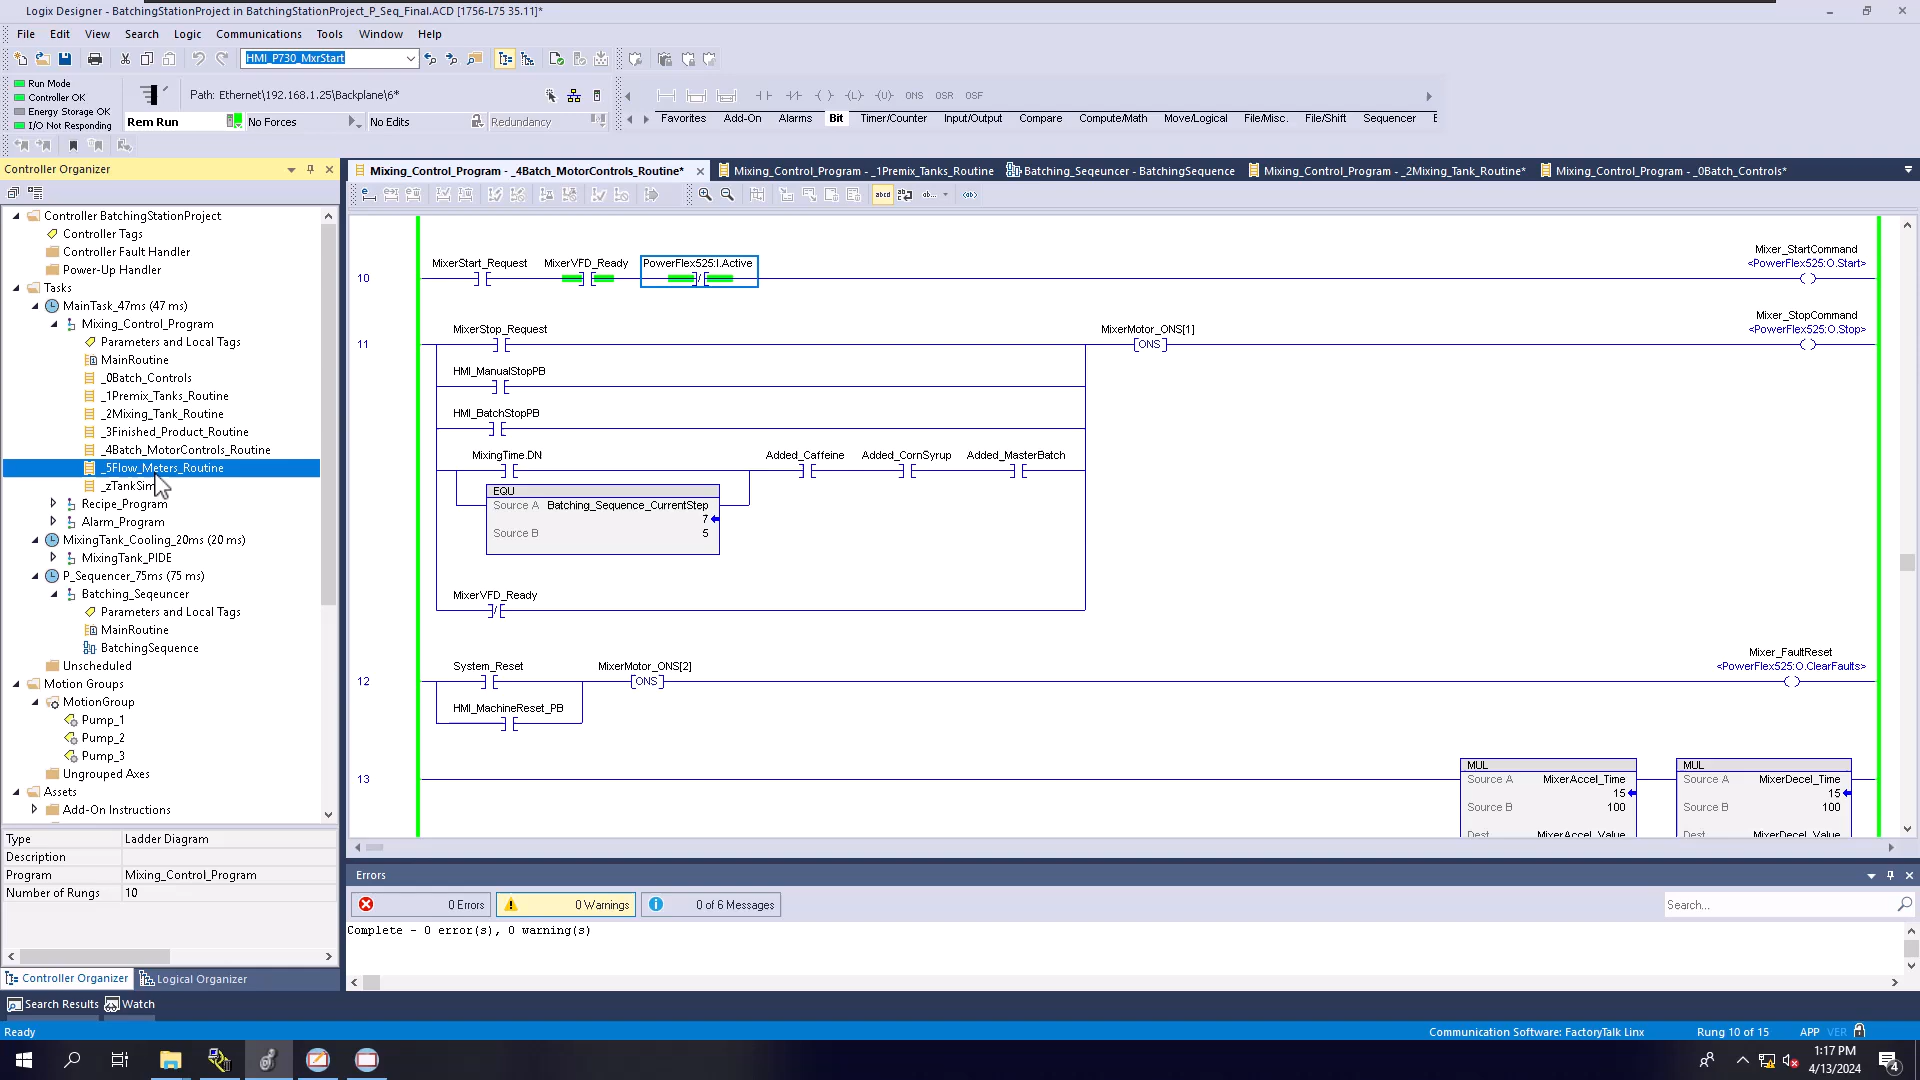 Logix Designer - BatchingStationProject in BatchingStationProject_P_Seq_Final.ACD [1756-L75 35.11]*
File Edit View Search Logic Communications Tools Window Help
HMI_P730_MxrStart
Run Mode
Controller OK
Energy Storage OK
I/O Not Responding
Path: Ethernet\192.168.1.25\Backplane\6*
Rem Run
No Forces
No Edits
Redundancy
ONS OSR OSF
Favorites Add-On Alarms Bit Timer/Counter Input/Output Compare Compute/Math Move/Logical File/Misc. File/Shift Sequencer E
Controller Organizer
Mixing_Control_Program - _4Batch_MotorControls_Routine*
Mixing_Control_Program - _1Premix_Tanks_Routine
Batching_Seqeuncer - BatchingSequence
Mixing_Control_Program - _2Mixing_Tank_Routine*
Mixing_Control_Program - _0Batch_Controls*
Controller BatchingStationProject
Controller Tags
Controller Fault Handler
Power-Up Handler
Tasks
MainTask_47ms (47 ms)
Mixing_Control_Program
Parameters and Local Tags
MainRoutine
_0Batch_Controls
_1Premix_Tanks_Routine
_2Mixing_Tank_Routine
_3Finished_Product_Routine
_4Batch_MotorControls_Routine
_5Flow_Meters_Routine
_zTankSim
Recipe_Program
Alarm_Program
MixingTank_Cooling_20ms (20 ms)
MixingTank_PIDE
P_Sequencer_75ms (75 ms)
Batching_Seqeuncer
Parameters and Local Tags
MainRoutine
BatchingSequence
Unscheduled
Motion Groups
MotionGroup
Pump_1
Pump_2
Pump_3
Ungrouped Axes
Assets
Add-On Instructions
Type Ladder Diagram
Description
Program Mixing_Control_Program
Number of Rungs 10
Controller Organizer Logical Organizer
10
MixerStart_Request MixerVFD_Ready PowerFlex525:I.Active
Mixer_StartCommand
<PowerFlex525:O.Start>
11
MixerStop_Request
MixerMotor_ONS[1]
ONS
Mixer_StopCommand
<PowerFlex525:O.Stop>
HMI_ManualStopPB
HMI_BatchStopPB
MixingTime.DN
Added_Caffeine Added_CornSyrup Added_MasterBatch
EQU
Source A Batching_Sequence_CurrentStep
7
Source B 5
MixerVFD_Ready
12
System_Reset
MixerMotor_ONS[2]
ONS
Mixer_FaultReset
<PowerFlex525:O.ClearFaults>
HMI_MachineReset_PB
13
MUL
Source A MixerAccel_Time
15
Source B 100
Dest MixerAccel_Value
MUL
Source A MixerDecel_Time
15
Source B 100
Dest MixerDecel_Value
Errors
0 Errors
0 Warnings
0 of 6 Messages
Search...
Complete - 0 error(s), 0 warning(s)
Search Results Watch
Ready
Communication Software: FactoryTalk Linx
Rung 10 of 15
APP VER
1:17 PM
4/13/2024
4